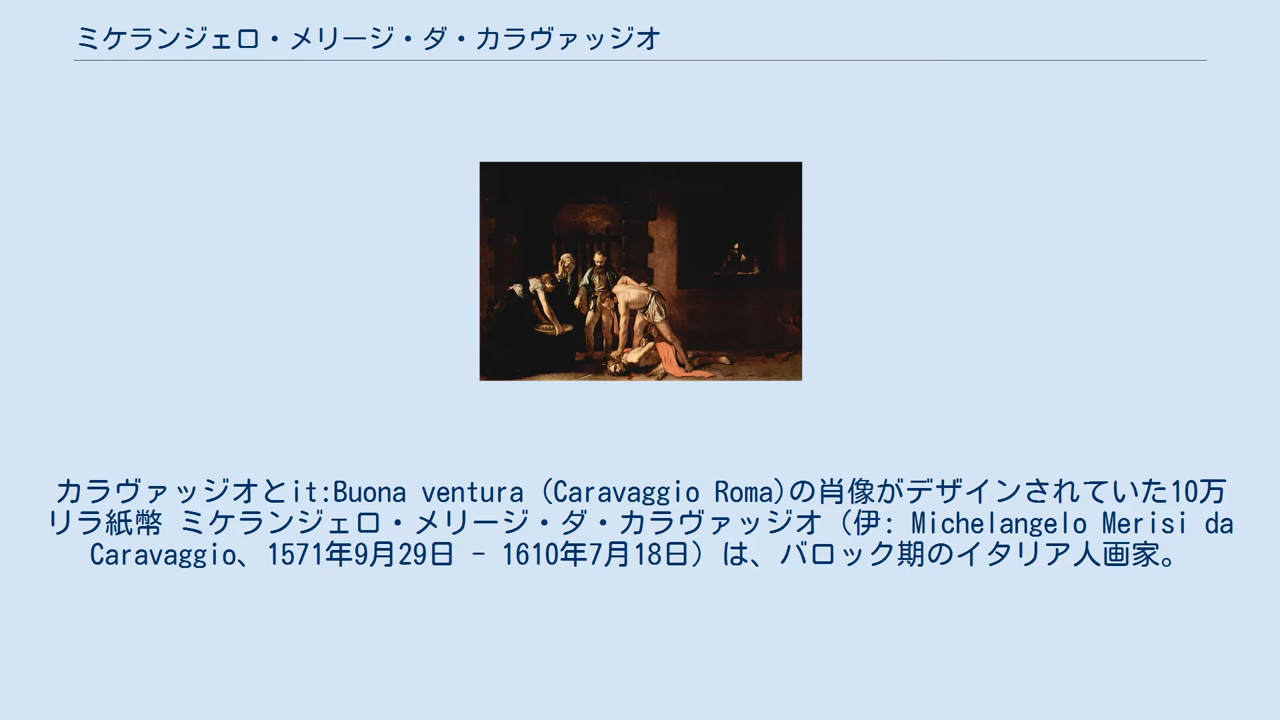 ミケランジェロ・メリージ・ダ・カラヴァッジオ
カラヴァッジオとit:Buona ventura (Caravaggio Roma)の肖像がデザインされていた10万
リラ紙幣 ミケランジェロ・メリージ・ダ・カラヴァッジオ（伊: Michelangelo Merisi da
Caravaggio、1571年9月29日 - 1610年7月18日）は、バロック期のイタリア人画家。